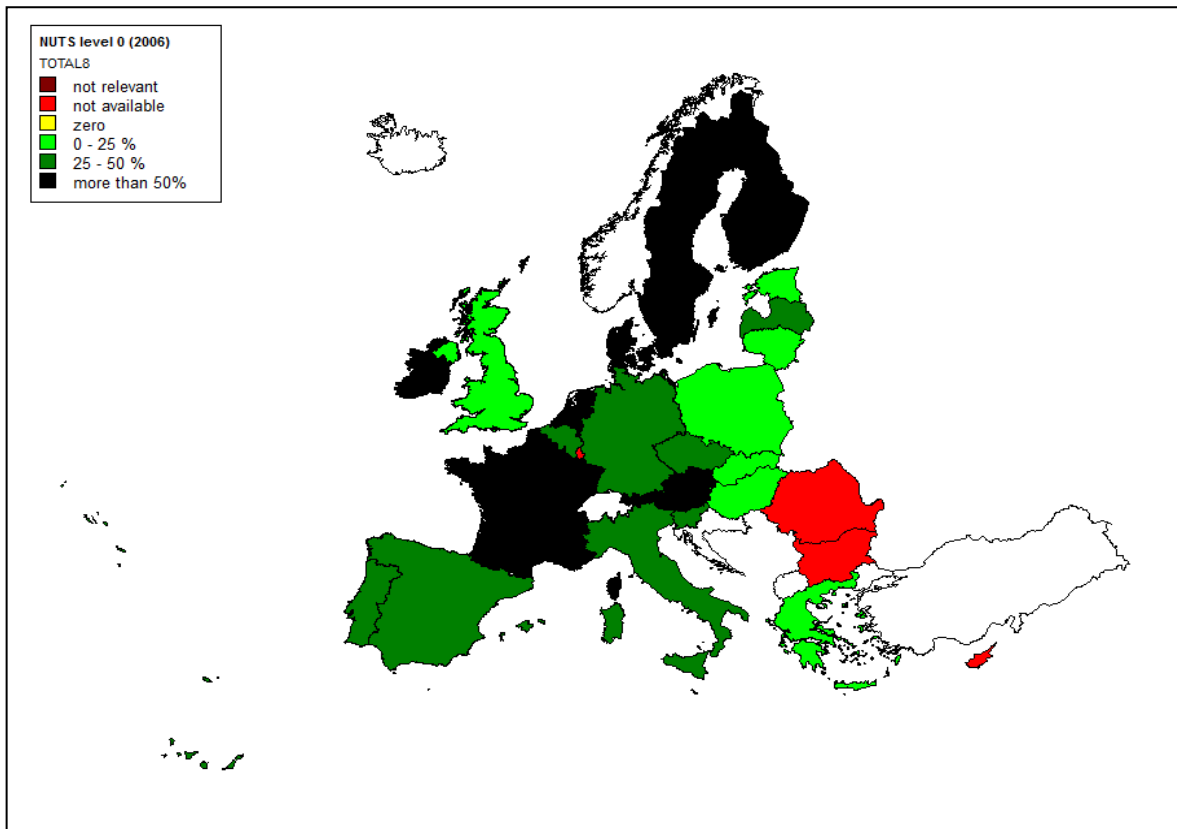 NUTS level 0 (2006)
TOTAL8
not relevant
not available
zero
0 - 25 %
25 - 50 %
more than 50%